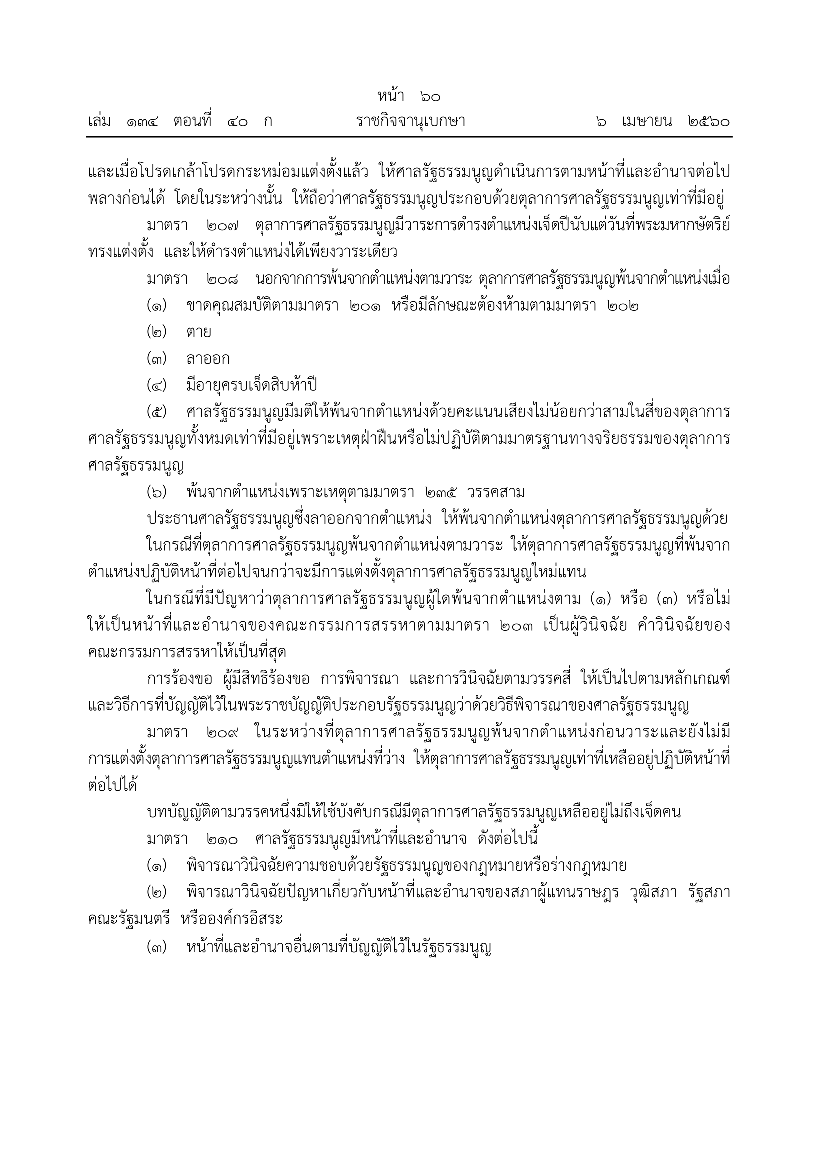 หน้า ๖๐
เล่ม ๑๓๔ ตอนที่ ๔๐ ก ราชกิจจานุเบกษา ๖ เมษายน ๒๕๖๐
และเมื่อโปรดเกล้าโปรดกระหม่อมแต่งตั้งแล้ว ให้ศาลรัฐธรรมนูญดำเนินการตามหน้าที่และอำนาจต่อไป
พลางก่อนได้ โดยในระหว่างนั้น ให้ถือว่าศาลรัฐธรรมนูญประกอบด้วยตุลาการศาลรัฐธรรมนูญเท่าที่มีอยู่
มาตรา ๒๐๗ ตุลาการศาลรัฐธรรมนูญมีวาระการดำรงตำแหน่งเจ็ดปีนับแต่วันที่พระมหากษัตริย์
ทรงแต่งตั้ง และให้ดำรงตำแหน่งได้เพียงวาระเดียว
มาตรา ๒๐๘ นอกจากการพ้นจากตำแหน่งตามวาระ ตุลาการศาลรัฐธรรมนูญพ้นจากตำแหน่งเมื่อ
(๑) ขาดคุณสมบัติตามมาตรา ๒๐๑ หรือมีลักษณะต้องห้ามตามมาตรา ๒๐๒
(๒) ตาย
(๓) ลาออก
(๔) มีอายุครบเจ็ดสิบห้าปี
(๕) ศาลรัฐธรรมนูญมีมติให้พ้นจากตำแหน่งด้วยคะแนนเสียงไม่น้อยกว่าสามในสี่ของตุลาการ
ศาลรัฐธรรมนูญทั้งหมดเท่าที่มีอยู่เพราะเหตุฝ่าฝืนหรือไม่ปฏิบัติตามมาตรฐานทางจริยธรรมของตุลาการ
ศาลรัฐธรรมนูญ
(๖) พ้นจากตำแหน่งเพราะเหตุตามมาตรา ๒๓๕ วรรคสาม
ประธานศาลรัฐธรรมนูญซึ่งลาออกจากตำแหน่ง ให้พ้นจากตำแหน่งตุลาการศาลรัฐธรรมนูญด้วย
ในกรณีที่ตุลาการศาลรัฐธรรมนูญพ้นจากตำแหน่งตามวาระ ให้ตุลาการศาลรัฐธรรมนูญที่พ้นจาก
ตำแหน่งปฏิบัติหน้าที่ต่อไปจนกว่าจะมีการแต่งตั้งตุลาการศาลรัฐธรรมนูญใหม่แทน
ในกรณีที่มีปัญหาว่าตุลาการศาลรัฐธรรมนูญผู้ใดพ้นจากตำแหน่งตาม (๑) หรือ (๓) หรือไม่
ให้เป็นหน้าที่และอำนาจของคณะกรรมการสรรหาตามมาตรา ๒๐๓ เป็นผู้วินิจฉัย คำวินิจฉัยของ
คณะกรรมการสรรหาให้เป็นที่สุด
การร้องขอ ผู้มีสิทธิร้องขอ การพิจารณา และการวินิจฉัยตามวรรคสี่ ให้เป็นไปตามหลักเกณฑ์
และวิธีการที่บัญญัติไว้ในพระราชบัญญัติประกอบรัฐธรรมนูญว่าด้วยวิธีพิจารณาของศาลรัฐธรรมนูญ
มาตรา ๒๐๙ ในระหว่างที่ตุลาการศาลรัฐธรรมนูญพ้นจากตำแหน่งก่อนวาระและยังไม่มี
การแต่งตั้งตุลาการศาลรัฐธรรมนูญแทนตำแหน่งที่ว่าง ให้ตุลาการศาลรัฐธรรมนูญเท่าที่เหลืออยู่ปฏิบัติหน้าที่
ต่อไปได้
บทบัญญัติตามวรรคหนึ่งมิให้ใช้บังคับกรณีมีตุลาการศาลรัฐธรรมนูญเหลืออยู่ไม่ถึงเจ็ดคน
มาตรา ๒๑๐ ศาลรัฐธรรมนูญมีหน้าที่และอำนาจ ดังต่อไปนี้
(๑) พิจารณาวินิจฉัยความชอบด้วยรัฐธรรมนูญของกฎหมายหรือร่างกฎหมาย
(๒) พิจารณาวินิจฉัยปัญหาเกี่ยวกับหน้าที่และอำนาจของสภาผู้แทนราษฎร วุฒิสภา รัฐสภา
คณะรัฐมนตรี หรือองค์กรอิสระ
(๓) หน้าที่และอำนาจอื่นตามที่บัญญัติไว้ในรัฐธรรมนูญ